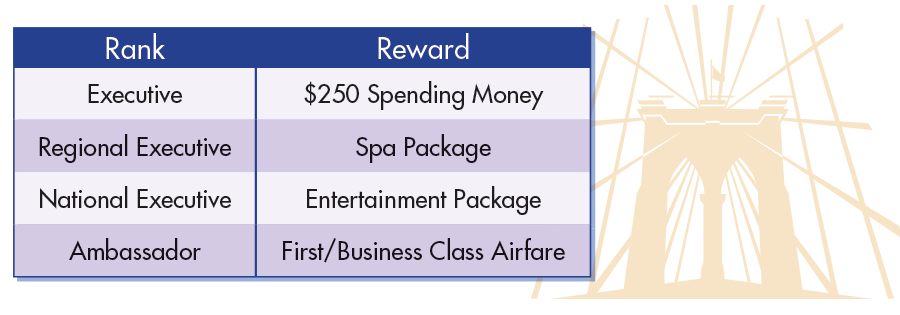 Rank Reward
Executive $250 Spending Money
Regional Executive Spa Package
National Executive Entertainment Package
Ambassador First/Business Class Airfare